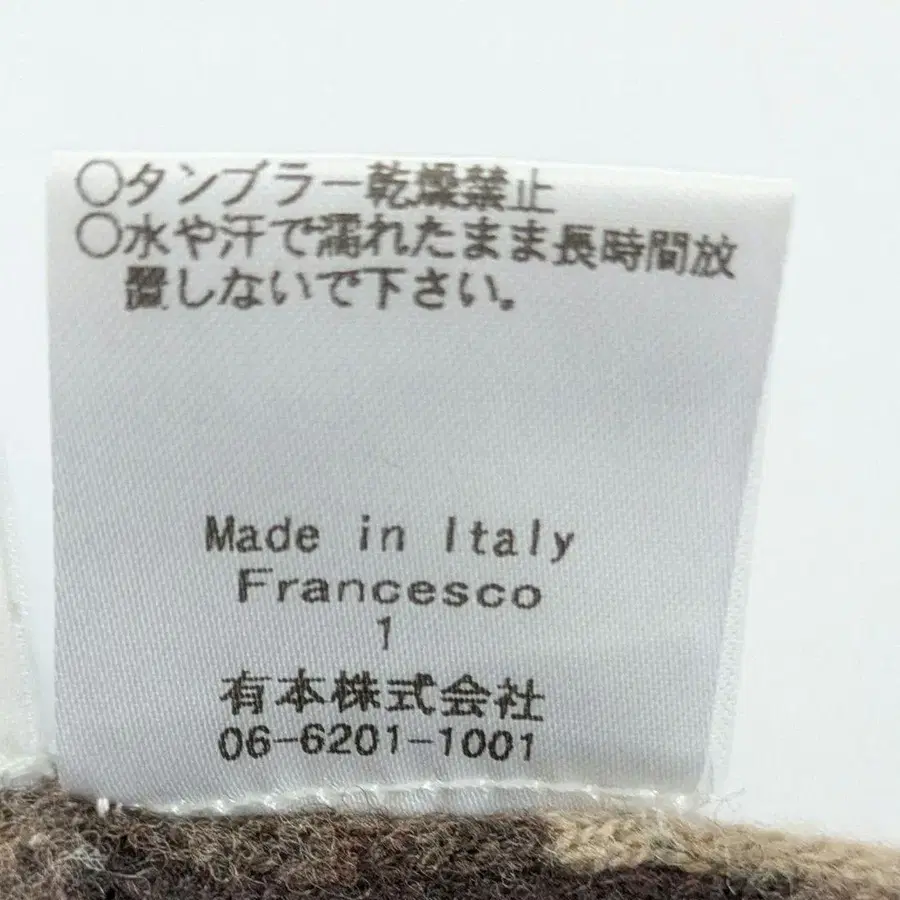 ○タンブラー乾燥禁止
○水や汗で濡れたまま長時間放
置しないで下さい。
Made in Italy
Francesco
1
有本株式会社
06-6201-1001